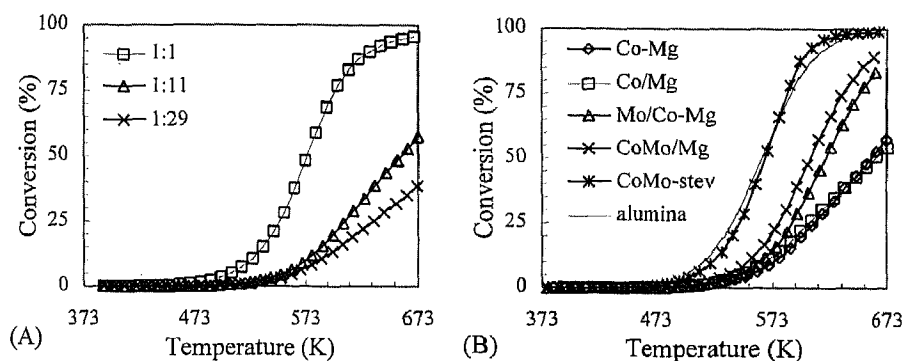 (A)
Conversion (%)
100
75
50
25
0
1:1
1:11
1:29
373
473
573
673
Temperature (K)
(B)
Conversion (%)
100
75
50
25
0
Co-Mg
Co/Mg
Mo/Co-Mg
CoMo/Mg
CoMo-stev
alumina
373
473
573
673
Temperature (K)